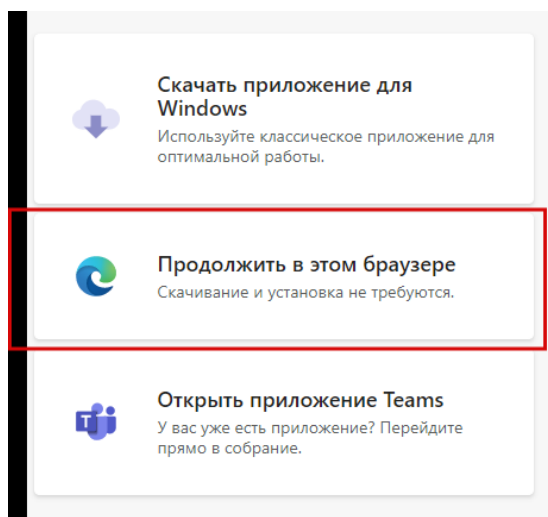 Скачать приложение для
Windows
Используйте классическое приложение для
оптимальной работы.
Продолжить в этом браузере
Скачивание и установка не требуются.
Открыть приложение Teams
У вас уже есть приложение? Перейдите
прямо в собрание.